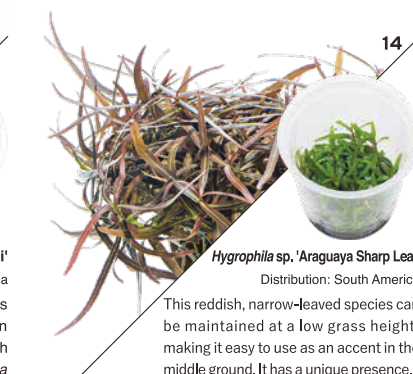 14
i'
a
s
n
h
a
Hygrophila sp. 'Araguaya Sharp Lea
Distribution: South Americ
This reddish, narrow-leaved species can
be maintained at a low grass height
making it easy to use as an accent in the
middle ground. It has a unique presence.